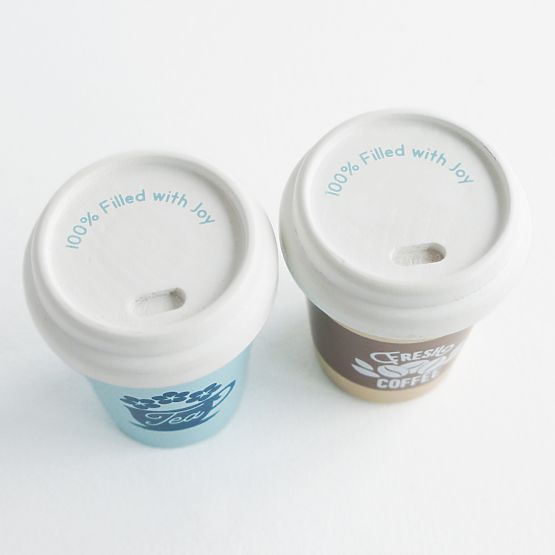 100% Filled with Joy
Tea
100% Filled with Joy
FRESH
COFFEE